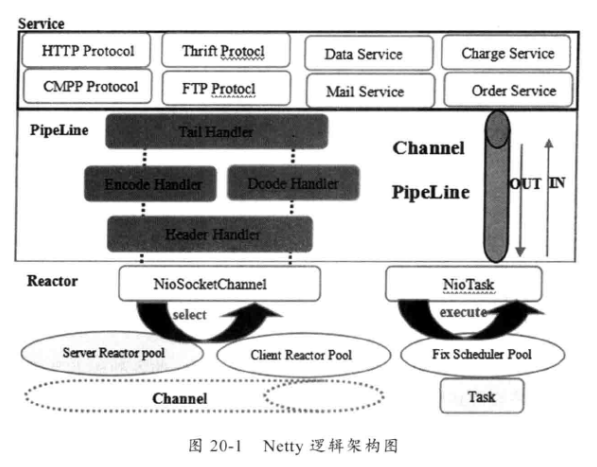 Service
HTTP Protocol
Thrift Protocl
Data Service
Charge Service
CMPP Protocol
FTP Protocl
Mail Service
Order Service
PipeLine
Tail Handler
Channel
Encode Handler
Dcode Handler
PipeLine
OUT
IN
Header Handler
Reactor
NioSocketChannel
NioTask
select
execute
Server Reactor pool
Client Reactor Pool
Fix Scheduler Pool
Channel
Task
图 20-1 Netty 逻辑架构图